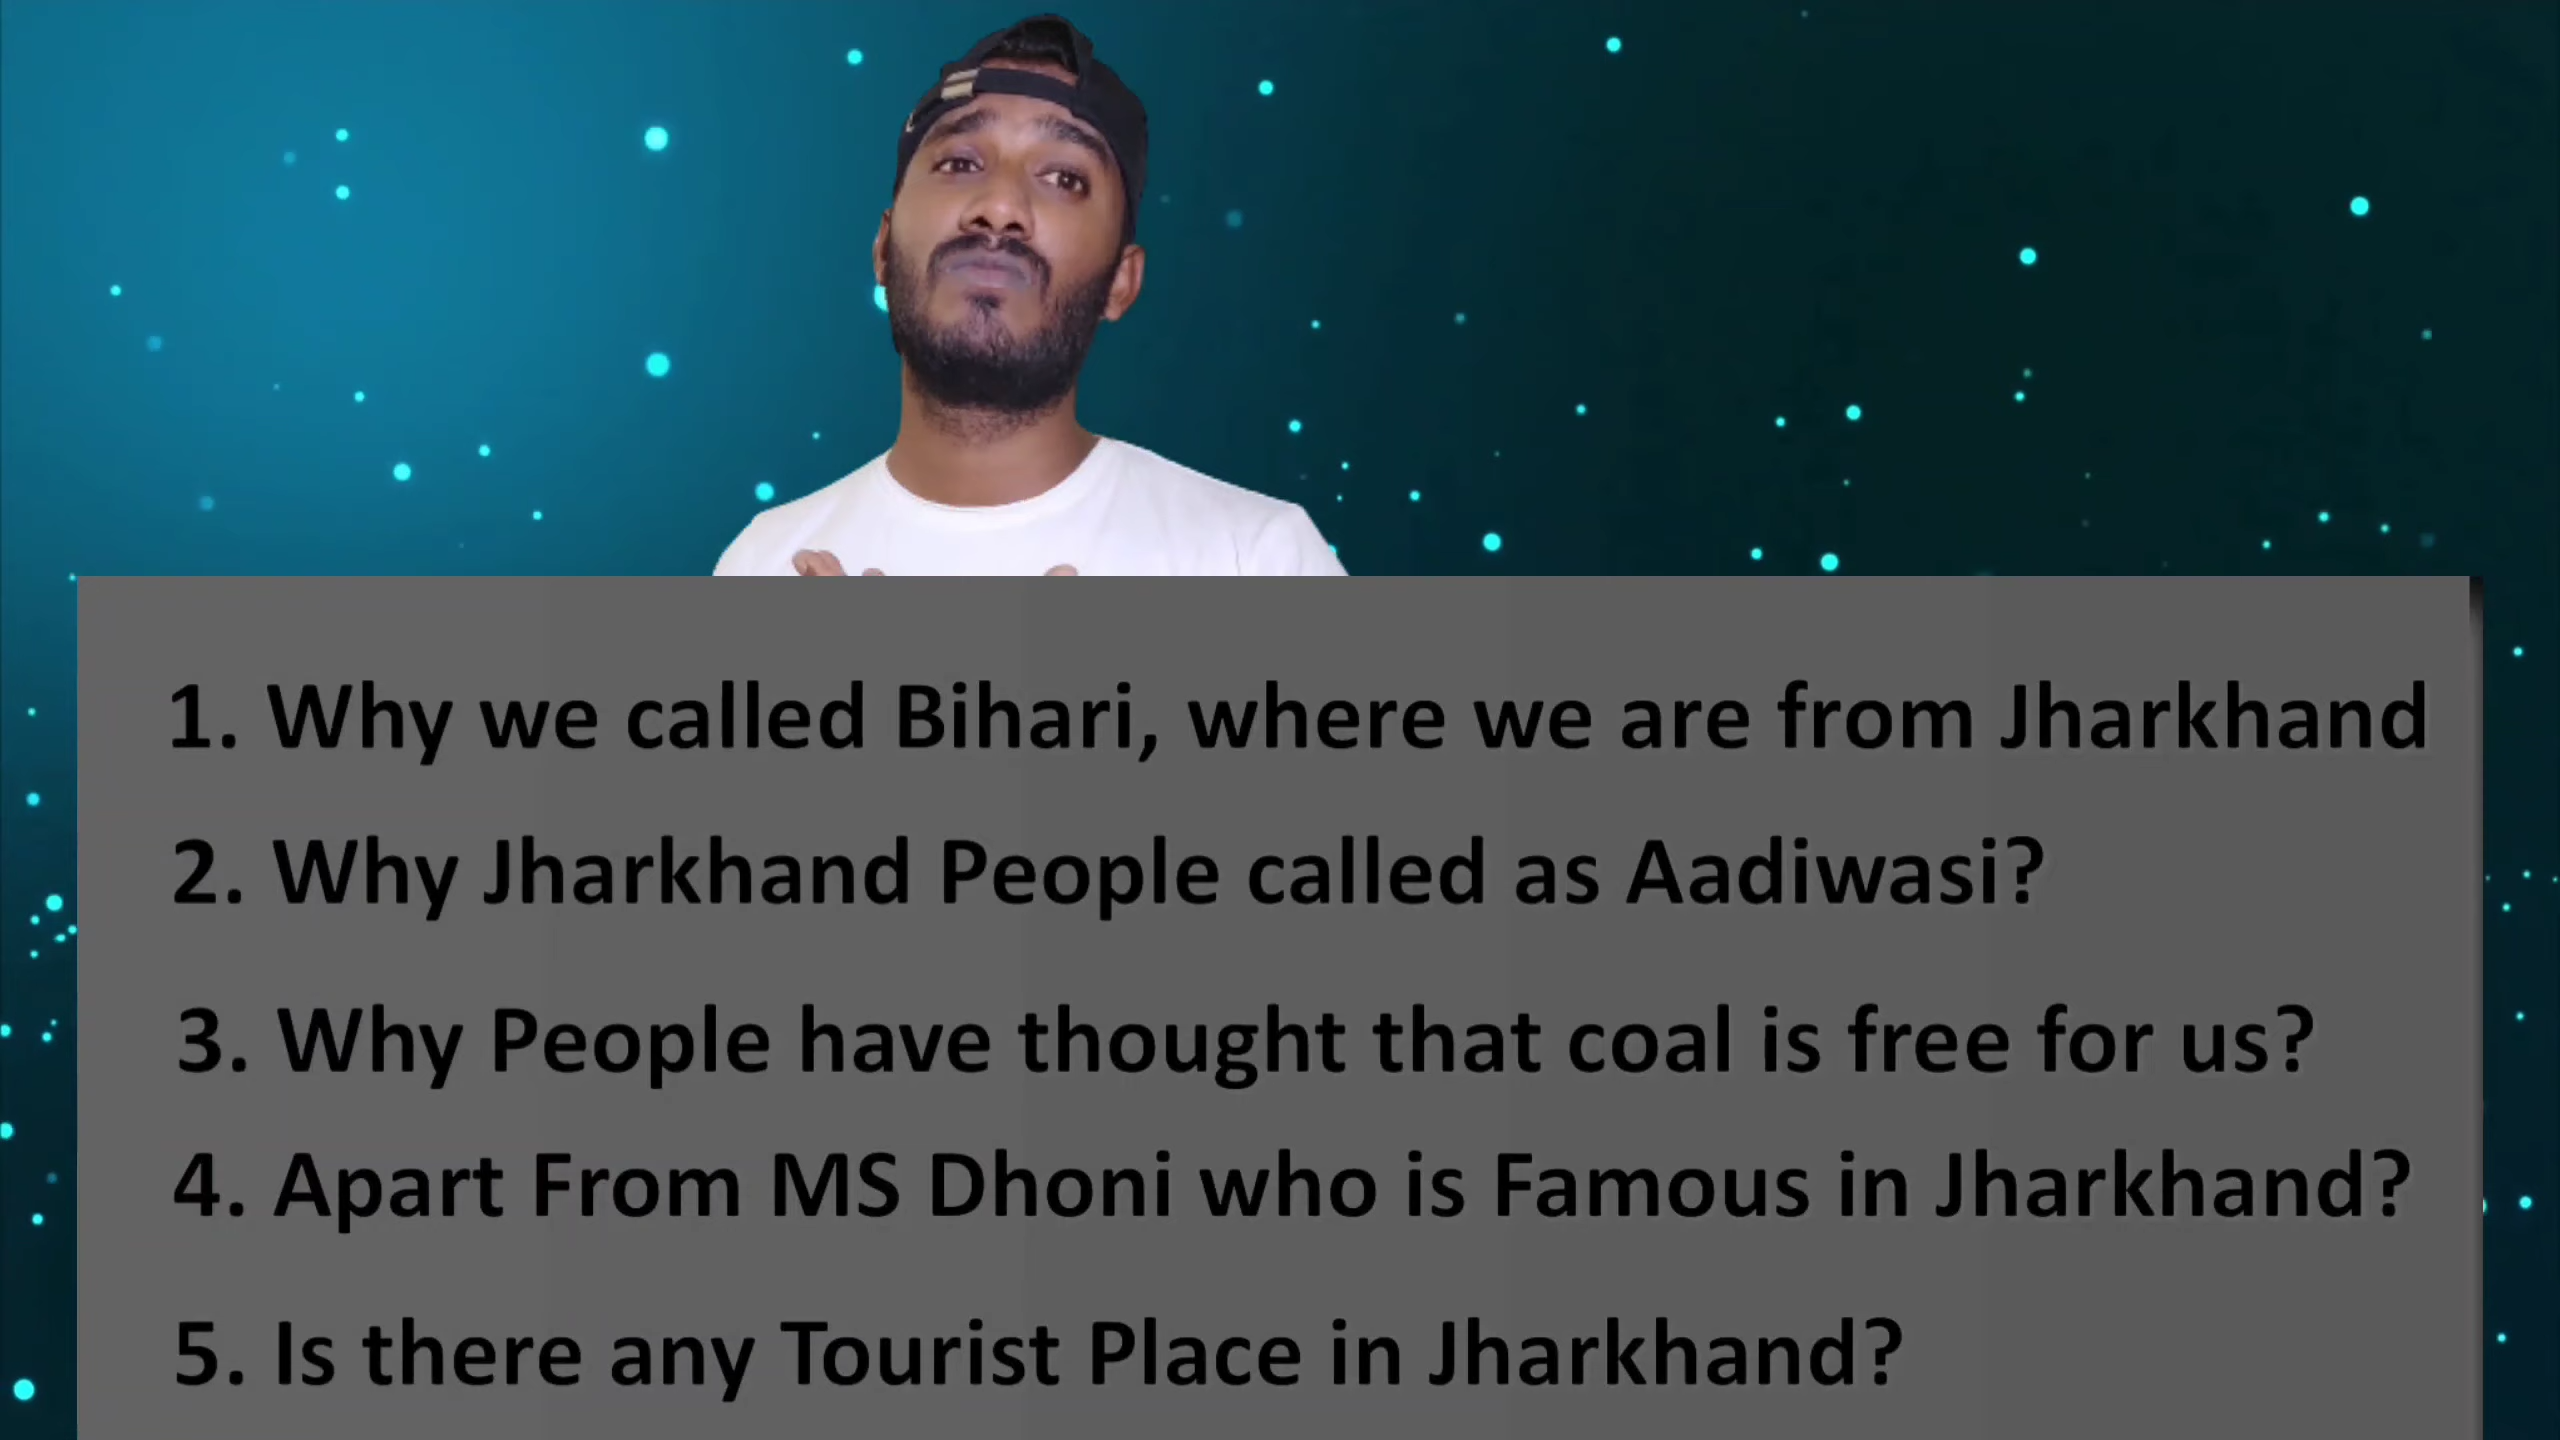 1. Why we called Bihari, where we are from Jharkhand
2. Why Jharkhand People called as Aadiwasi?
3. Why People have thought that coal is free for us?
4. Apart From MS Dhoni who is Famous in Jharkhand?
5. Is there any Tourist Place in Jharkhand?